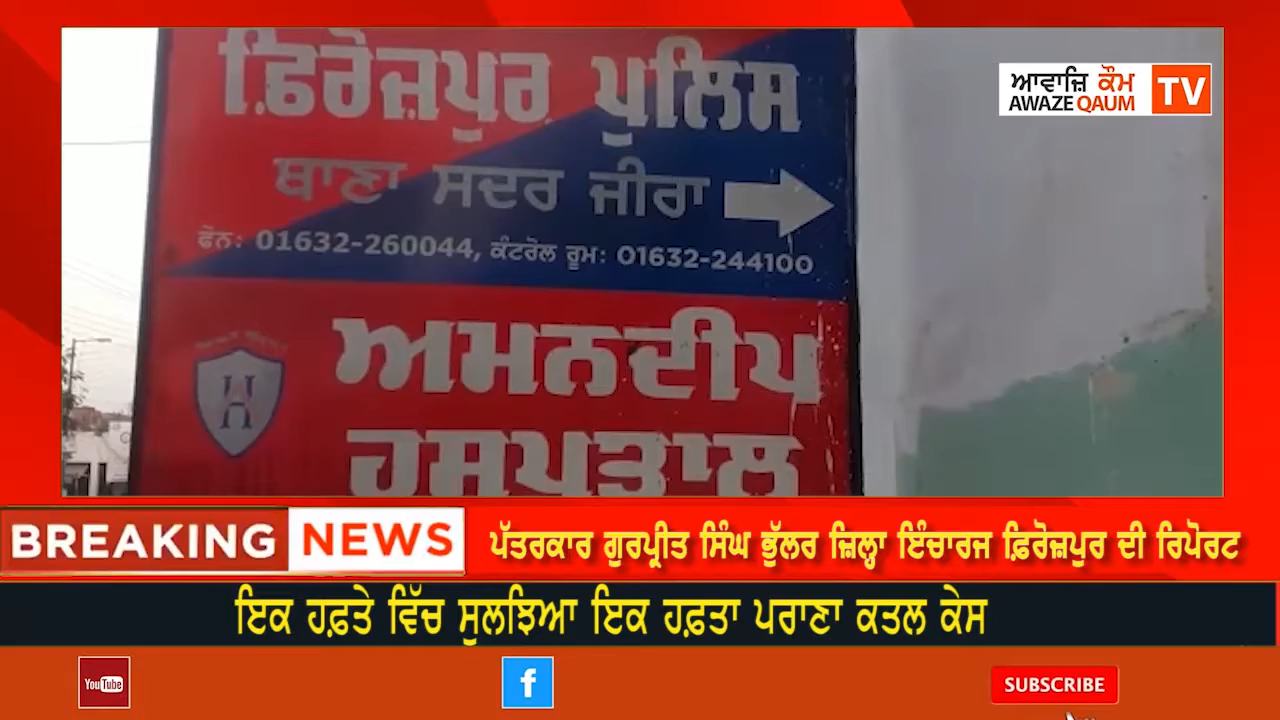 ਫ਼ਿਰੋਜ਼ਪੁਰ ਪੁਲਿਸ
ਥਾਣਾ ਸਦਰ ਜੀਰਾ
ਫੋਨ: 01632-260044, ਕੰਟਰੋਲ ਰੂਮ: 01632-244100
H
ਅਮਨਦੀਪ
ਹਸਪਤਾਲ
ਆਵਾਜ਼ਿ ਕੌਮ
AWAZE QAUM
TV
BREAKING NEWS
ਪੱਤਰਕਾਰ ਗੁਰਪ੍ਰੀਤ ਸਿੰਘ ਭੁੱਲਰ ਜ਼ਿਲ੍ਹਾ ਇੰਚਾਰਜ ਫ਼ਿਰੋਜ਼ਪੁਰ ਦੀ ਰਿਪੋਰਟ
ਇਕ ਹਫ਼ਤੇ ਵਿੱਚ ਸੁਲਝਿਆ ਇਕ ਹਫ਼ਤਾ ਪਰਾਣਾ ਕਤਲ ਕੇਸ
YouTube
f
SUBSCRIBE